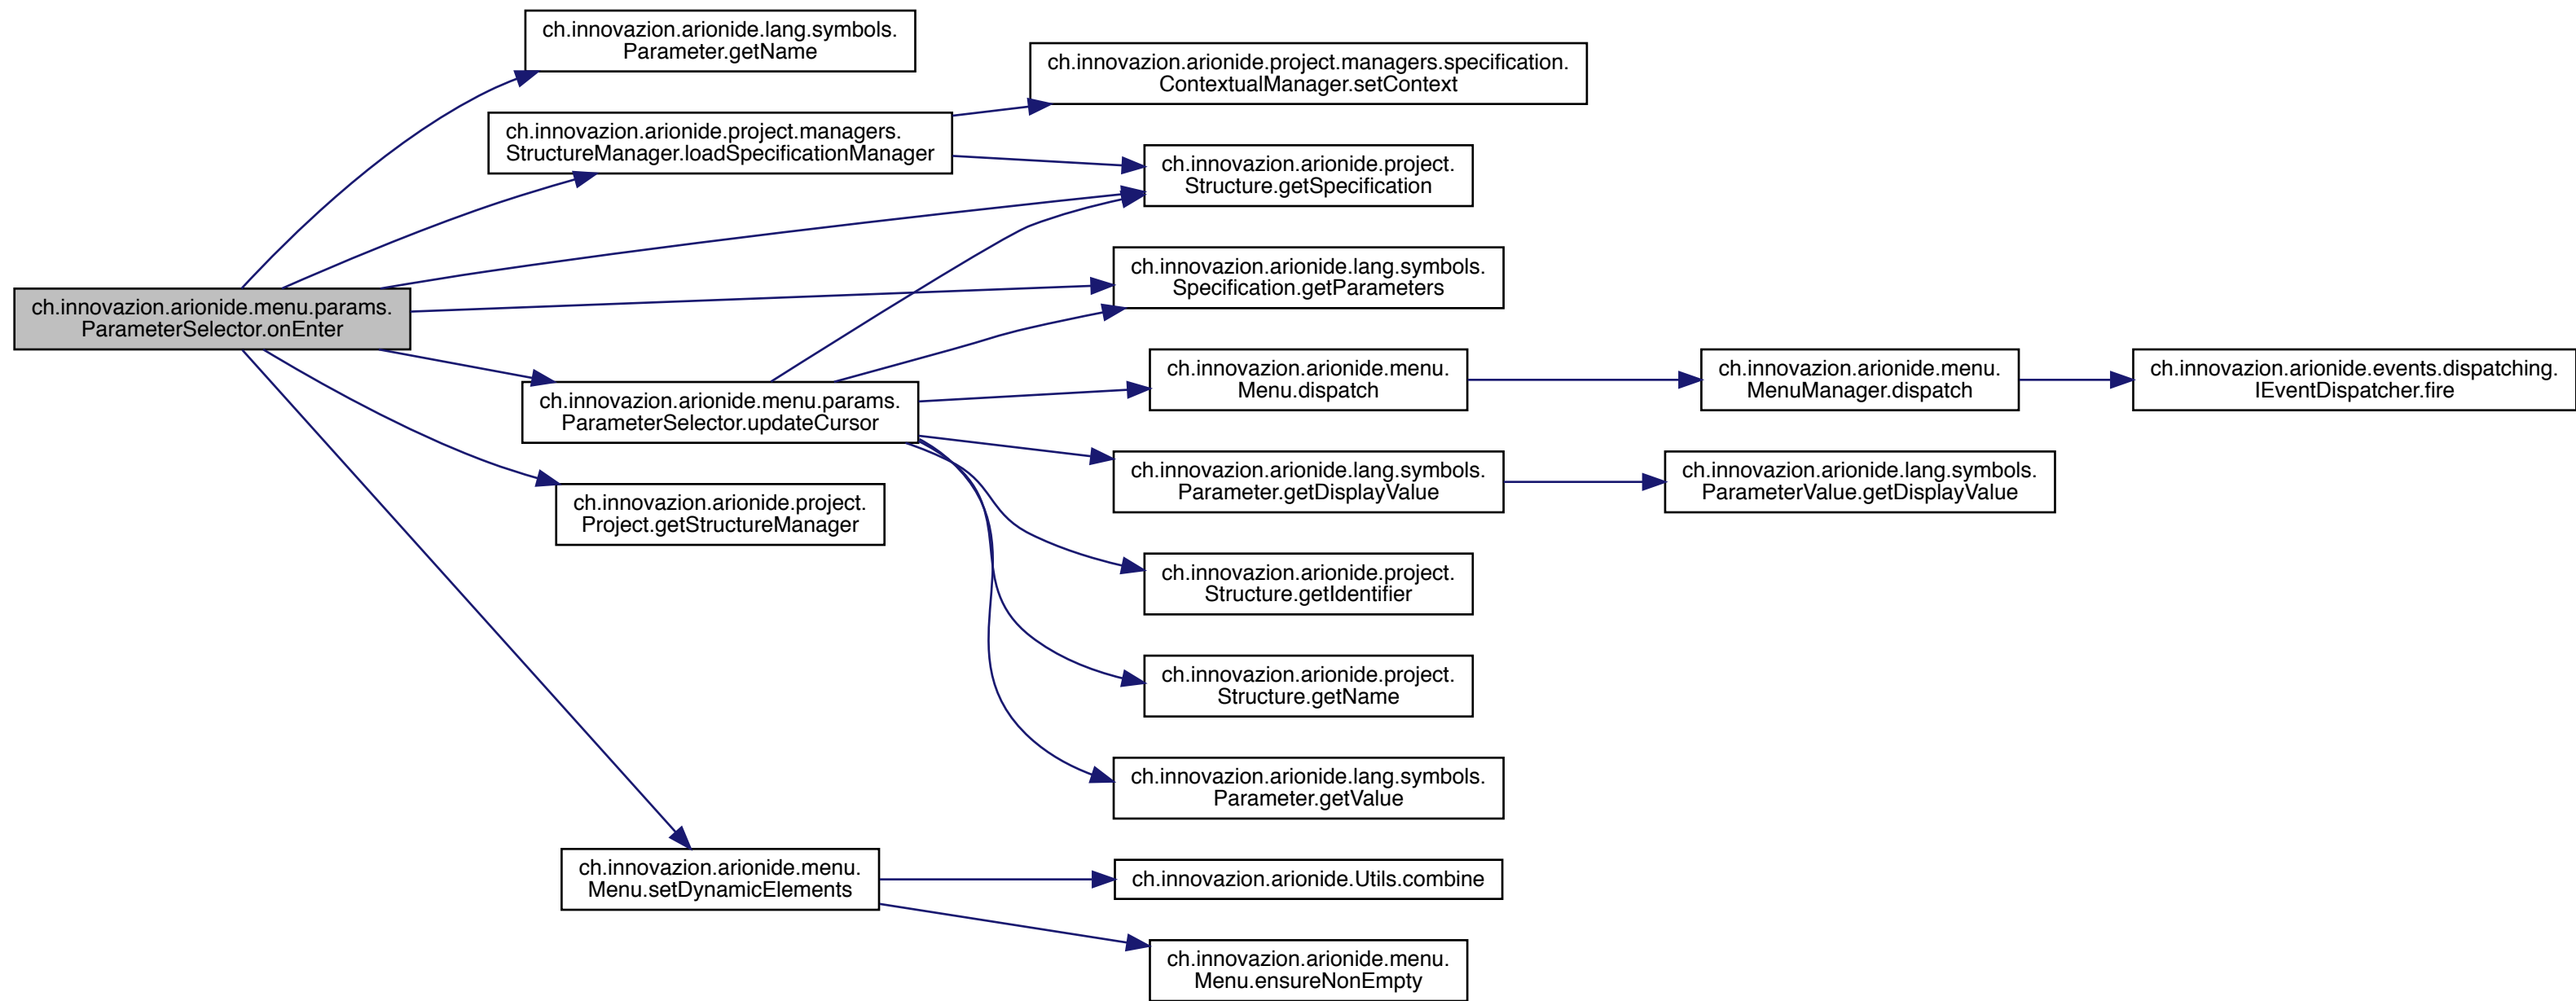 ch.innovazion.arionide.menu.params.
ParameterSelector.onEnter
ch.innovazion.arionide.lang.symbols.
Parameter.getName
ch.innovazion.arionide.project.managers.
StructureManager.loadSpecificationManager
ch.innovazion.arionide.project.managers.specification.
ContextualManager.setContext
ch.innovazion.arionide.project.
Structure.getSpecification
ch.innovazion.arionide.lang.symbols.
Specification.getParameters
ch.innovazion.arionide.menu.params.
ParameterSelector.updateCursor
ch.innovazion.arionide.menu.
Menu.dispatch
ch.innovazion.arionide.menu.
MenuManager.dispatch
ch.innovazion.arionide.events.dispatching.
IEventDispatcher.fire
ch.innovazion.arionide.lang.symbols.
Parameter.getDisplayValue
ch.innovazion.arionide.lang.symbols.
ParameterValue.getDisplayValue
ch.innovazion.arionide.project.
Project.getStructureManager
ch.innovazion.arionide.project.
Structure.getIdentifier
ch.innovazion.arionide.project.
Structure.getName
ch.innovazion.arionide.lang.symbols.
Parameter.getValue
ch.innovazion.arionide.menu.
Menu.setDynamicElements
ch.innovazion.arionide.Utils.combine
ch.innovazion.arionide.menu.
Menu.ensureNonEmpty